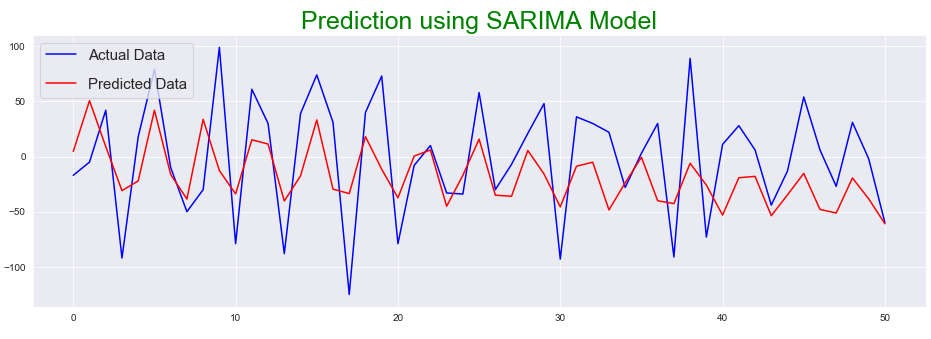 Prediction using SARIMA Model
Actual Data
Predicted Data
100
50
0
−50
−100
0 10 20 30 40 50